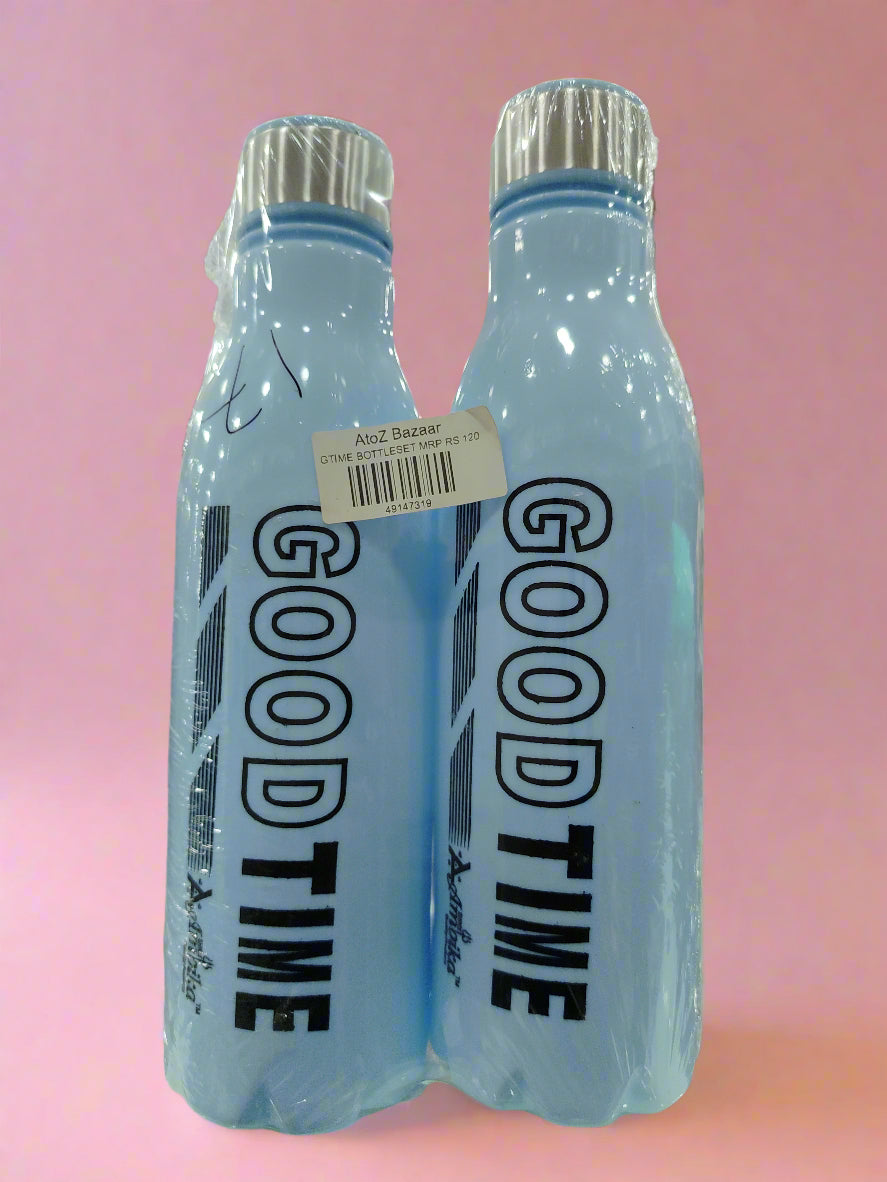 AtoZ Bazaar
GTIME BOTTLESET MRP RS 120
49147319
GOOD TIME
GOOD TIME